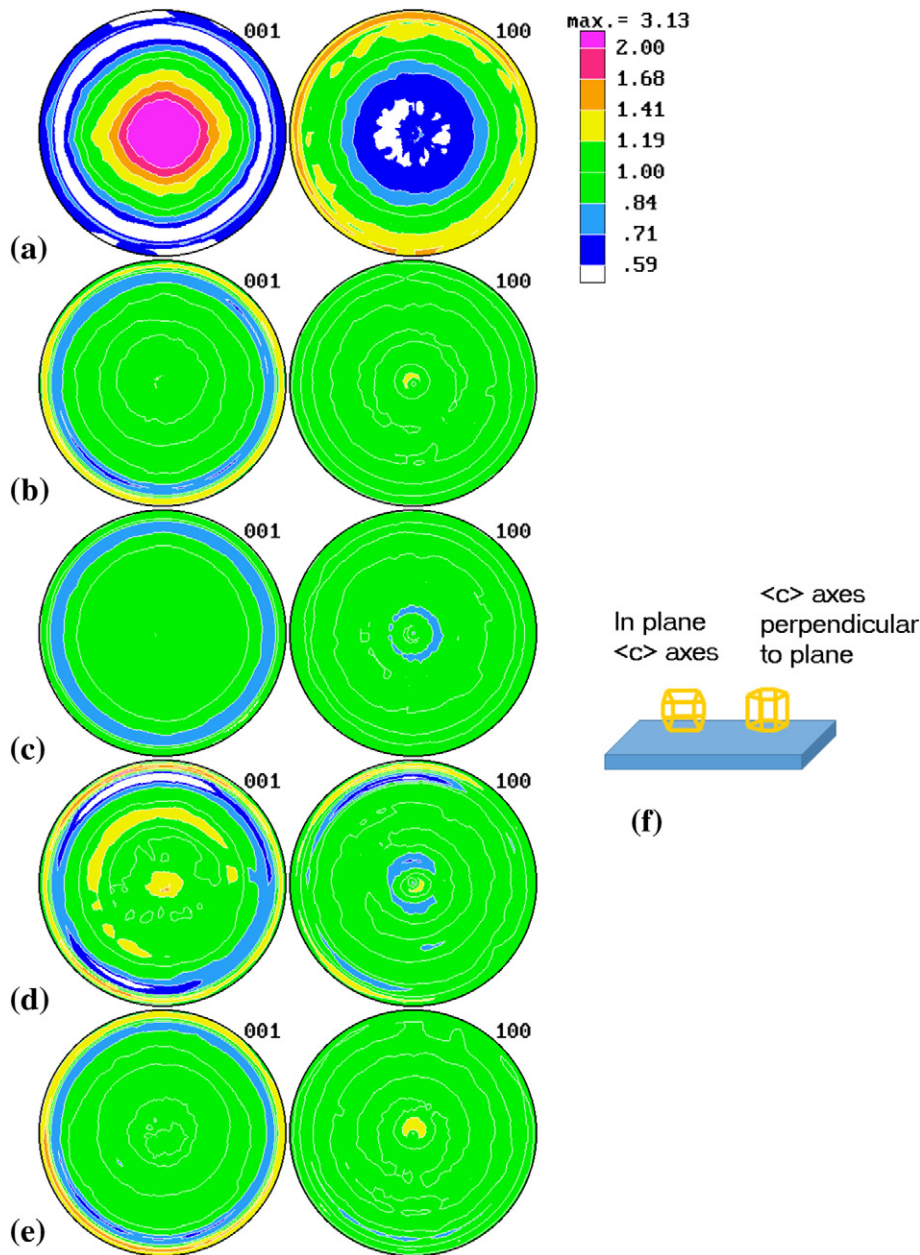 001
100
max.= 3.13
2.00
1.68
1.41
1.19
1.00
.84
.71
.59
(a)
001
100
(b)
001
100
(c)
In plane
<c> axes
<c> axes
perpendicular
to plane
(f)
001
100
(d)
001
100
(e)